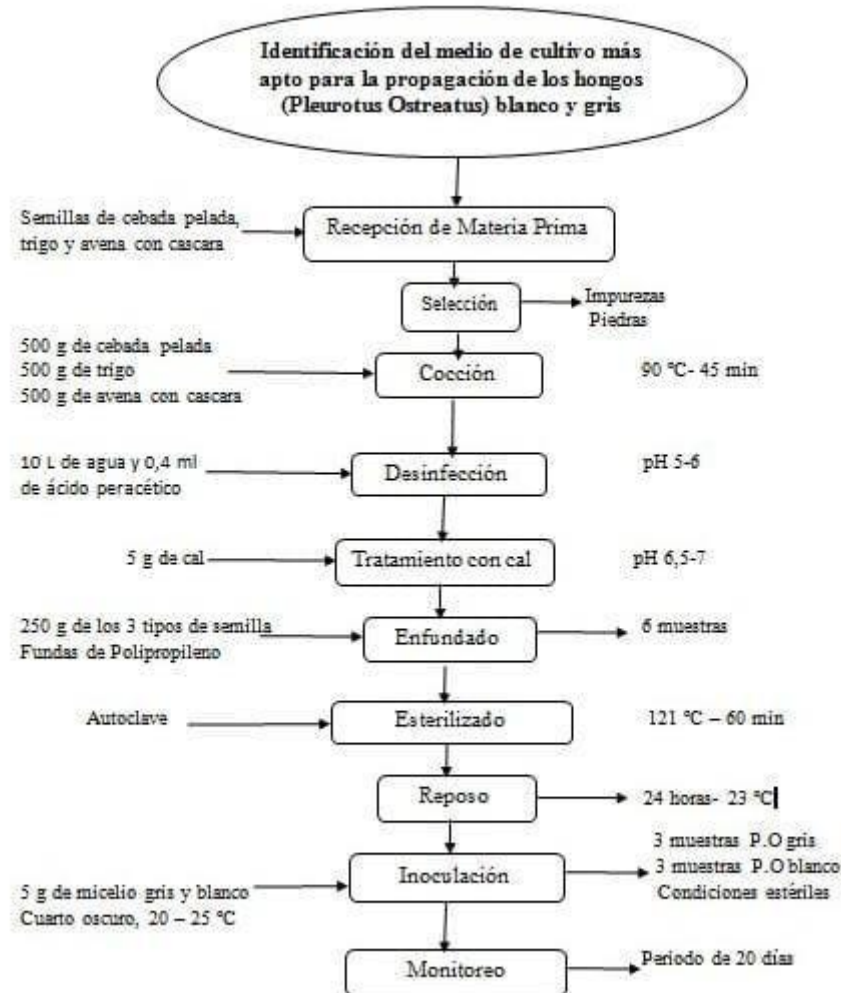 Identificación del medio de cultivo más
apto para la propagación de los hongos
(Pleurotus Ostreatus) blanco y gris
Semillas de cebada pelada,
trigo y avena con cascara
Recepción de Materia Prima
Selección
Impurezas
Piedras
500 g de cebada pelada
500 g de trigo
500 g de avena con cascara
Cocción
90 °C- 45 min
10 L de agua y 0,4 ml
de ácido peracético
Desinfección
pH 5-6
5 g de cal
Tratamiento con cal
pH 6,5-7
250 g de los 3 tipos de semilla
Fundas de Polipropileno
Enfundado
6 muestras
Autoclave
Esterilizado
121 °C – 60 min
Reposo
24 horas- 23 °C
5 g de micelio gris y blanco
Cuarto oscuro, 20 – 25 °C
Inoculación
3 muestras P.O gris
3 muestras P.O blanco
Condiciones estériles
Monitoreo
Periodo de 20 días